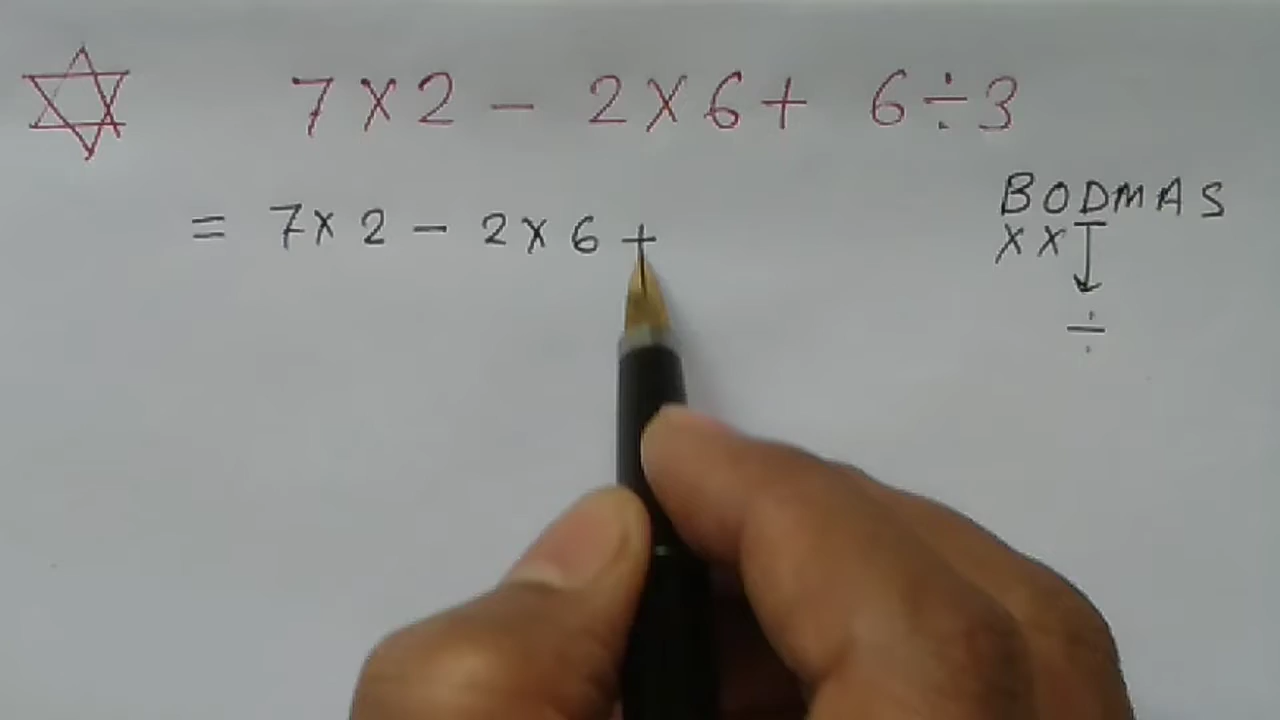 7 × 2 - 2 × 6 + 6 ÷ 3
BODMAS
= 7 × 2 - 2 × 6 +
× ×
÷